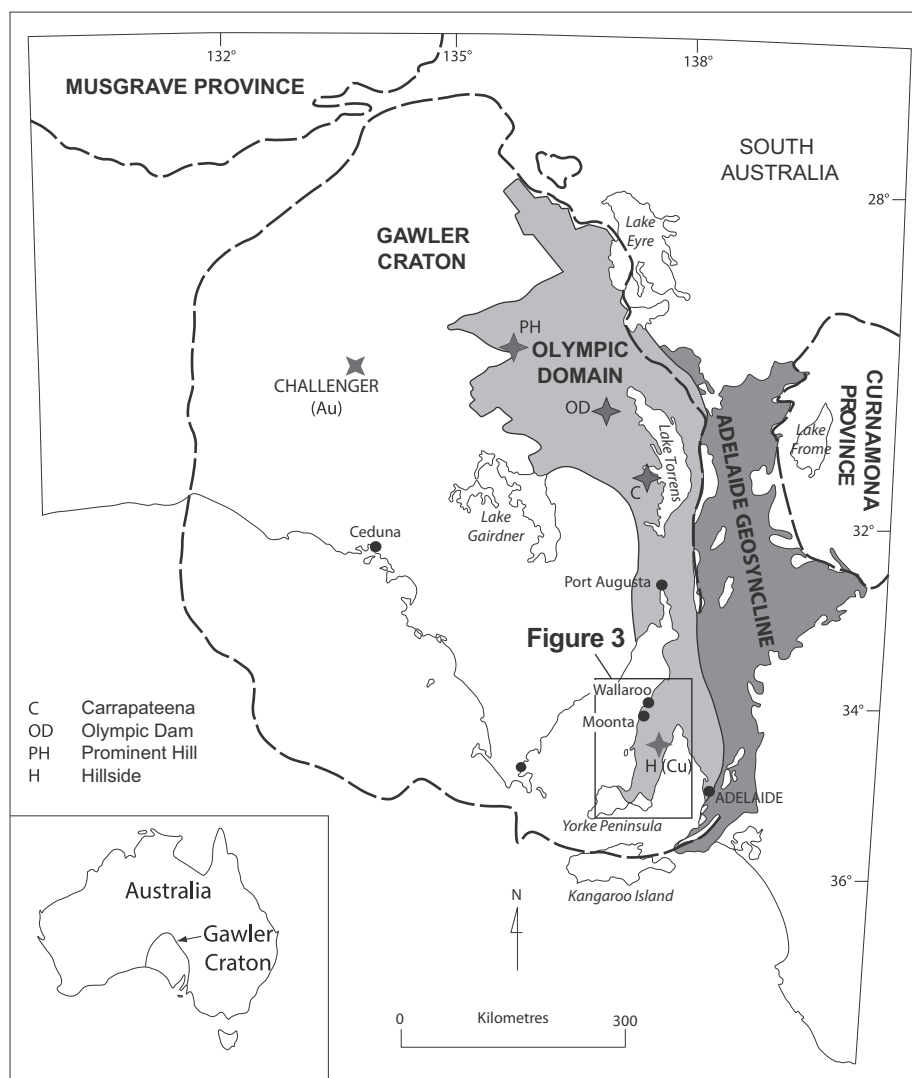 132°
135°
138°
MUSGRAVE PROVINCE
SOUTH
AUSTRALIA
28°
Lake
Eyre
GAWLER
CRATON
PH
OLYMPIC
DOMAIN
CHALLENGER
(Au)
OD
CURNAMONA
PROVINCE
Lake
Frome
Lake Torrens
ADELAIDE GEOSYNCLINE
C
Lake
Gairdner
32°
Ceduna
Port Augusta
Figure 3
Wallaroo
Moonta
34°
C Carrapateena
OD Olympic Dam
PH Prominent Hill
H Hillside
H (Cu)
ADELAIDE
Yorke Peninsula
36°
Kangaroo Island
N
Australia
Gawler
Craton
0 Kilometres 300